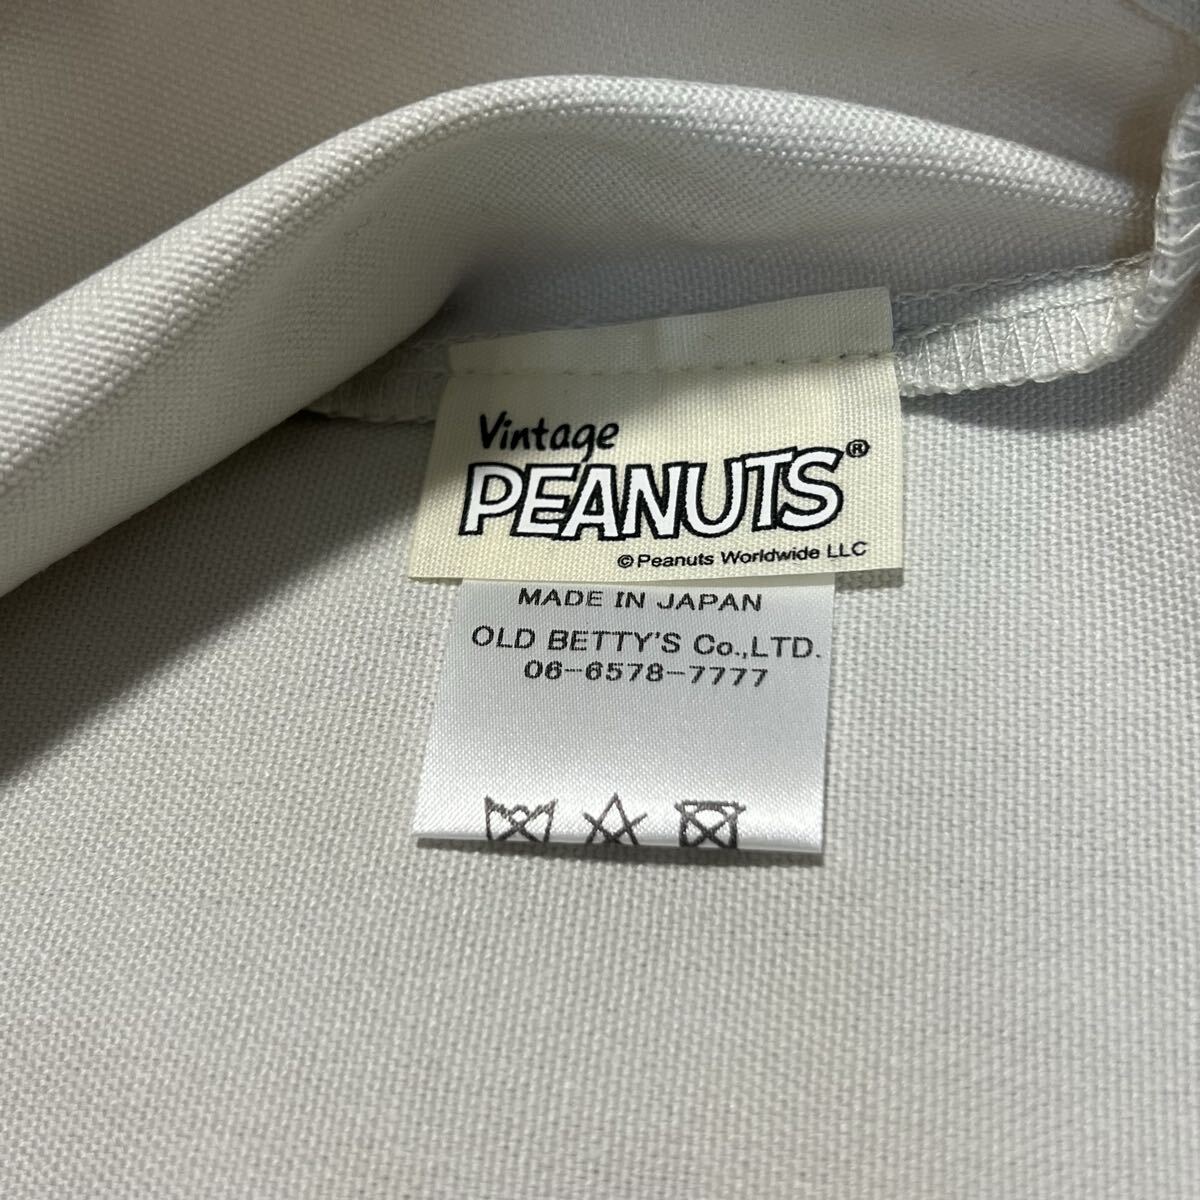 Vintage
PEANUTS®
©Peanuts Worldwide LLC
MADE IN JAPAN
OLD BETTY'S Co.,LTD.
06-6578-7777